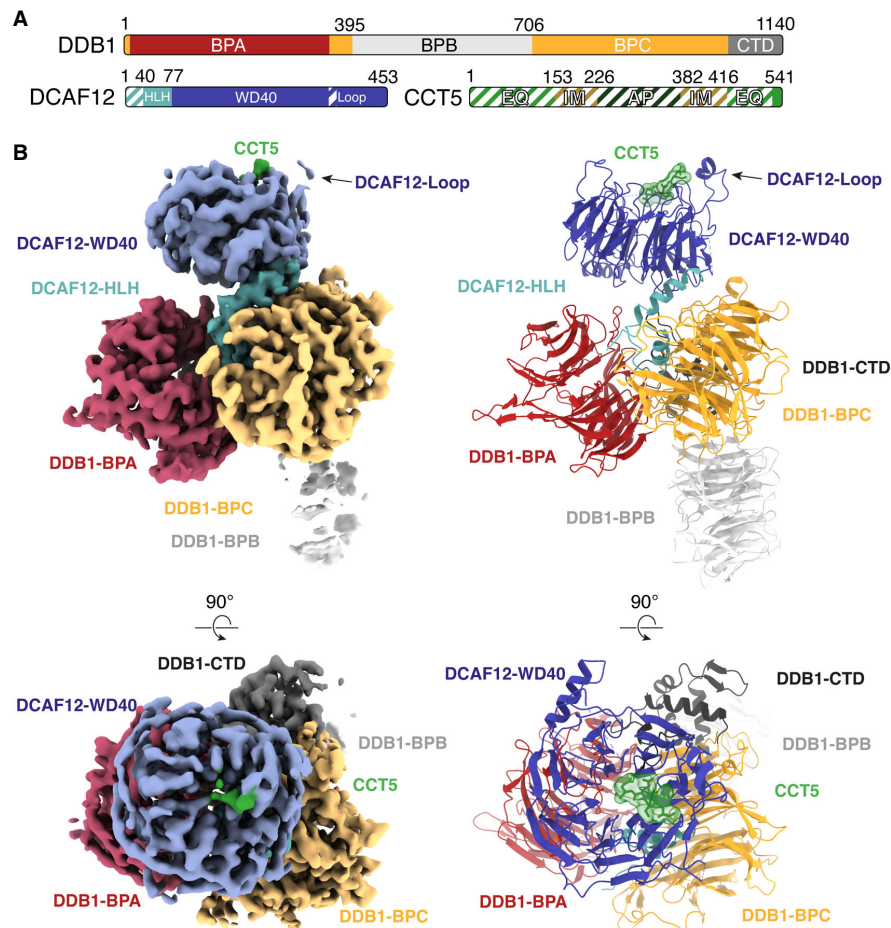 A
1 395 706 1140
DDB1 BPA BPB BPC CTD
1 40 77 453 1 153 226 382 416 541
DCAF12 HLH WD40 Loop CCT5 EQ IM AP IM EQ
B
CCT5 CCT5
DCAF12-Loop DCAF12-Loop
DCAF12-WD40 DCAF12-WD40
DCAF12-HLH DCAF12-HLH
DDB1-CTD
DDB1-BPC
DDB1-BPA DDB1-BPA
DDB1-BPC
DDB1-BPB DDB1-BPB
90° 90°
DDB1-CTD DCAF12-WD40 DDB1-CTD
DCAF12-WD40
DDB1-BPB DDB1-BPB
CCT5 CCT5
DDB1-BPA DDB1-BPA
DDB1-BPC DDB1-BPC